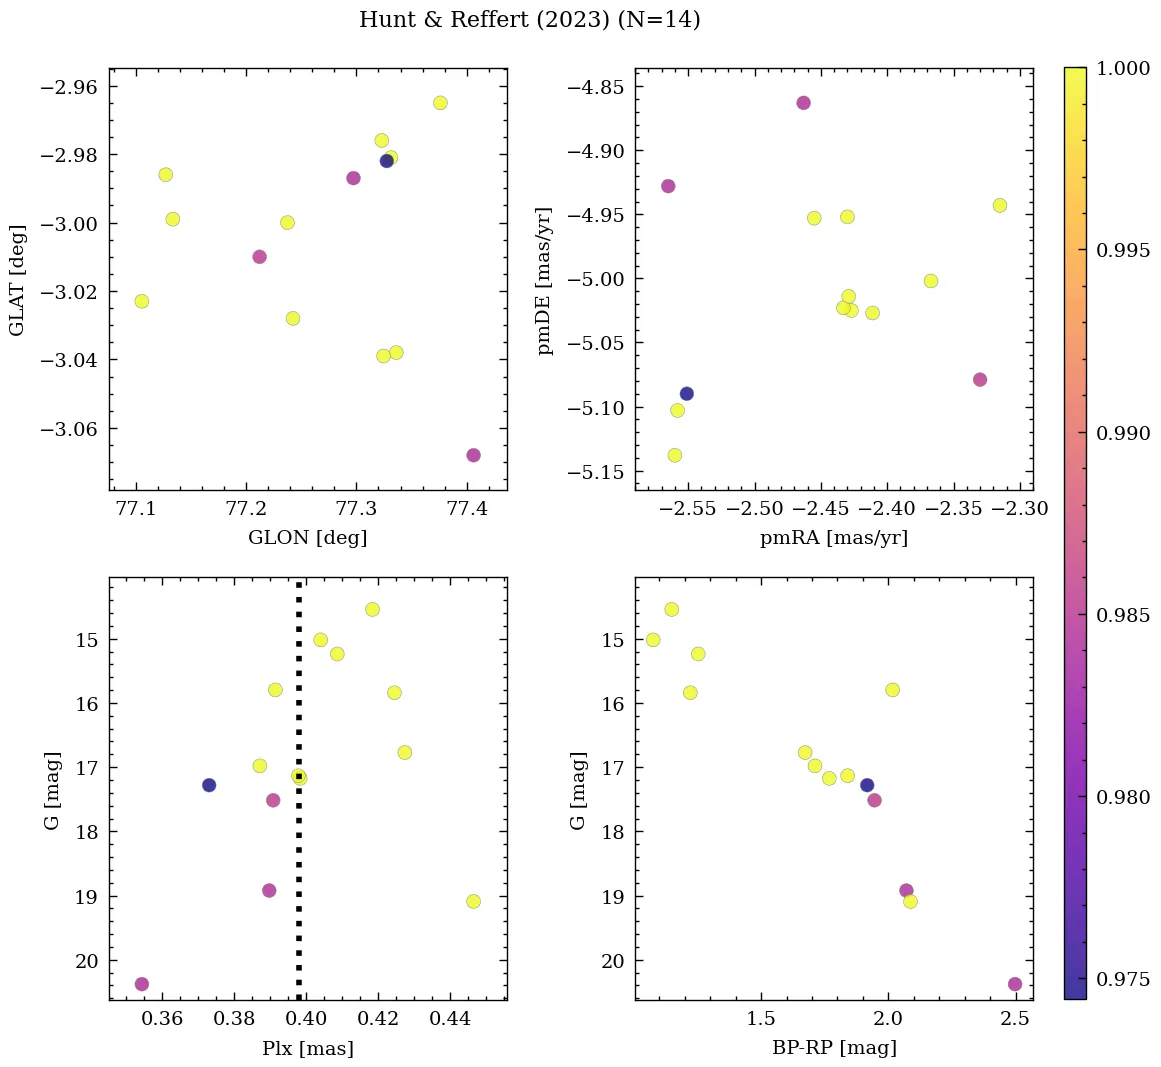 Hunt & Reffert (2023) (N=14)
GLAT [deg]
−2.96
−2.98
−3.00
−3.02
−3.04
−3.06
77.1 77.2 77.3 77.4
GLON [deg]
pmDE [mas/yr]
−4.85
−4.90
−4.95
−5.00
−5.05
−5.10
−5.15
−2.55 −2.50 −2.45 −2.40 −2.35 −2.30
pmRA [mas/yr]
G [mag]
15
16
17
18
19
20
0.36 0.38 0.40 0.42 0.44
Plx [mas]
G [mag]
15
16
17
18
19
20
1.5 2.0 2.5
BP-RP [mag]
1.000
0.995
0.990
0.985
0.980
0.975